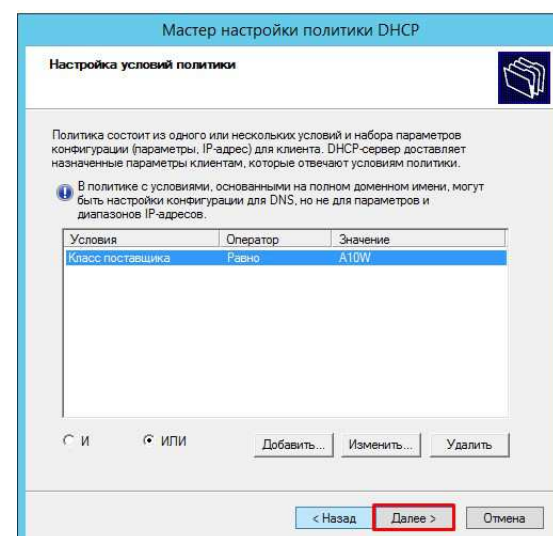 Мастер настройки политики DHCP
Настройка условий политики
Политика состоит из одного или нескольких условий и набора параметров
конфигурации (параметры, IP-адрес) для клиента. DHCP-сервер доставляет
назначенные параметры клиентам, которые отвечают условиям политики.
В политике с условиями, основанными на полном доменном имени, могут
быть настройки конфигурации для DNS, но не для параметров и
диапазонов IP-адресов.
Условия Оператор Значение
Класс поставщика Равно A10W
И ИЛИ Добавить... Изменить... Удалить
< Назад Далее > Отмена